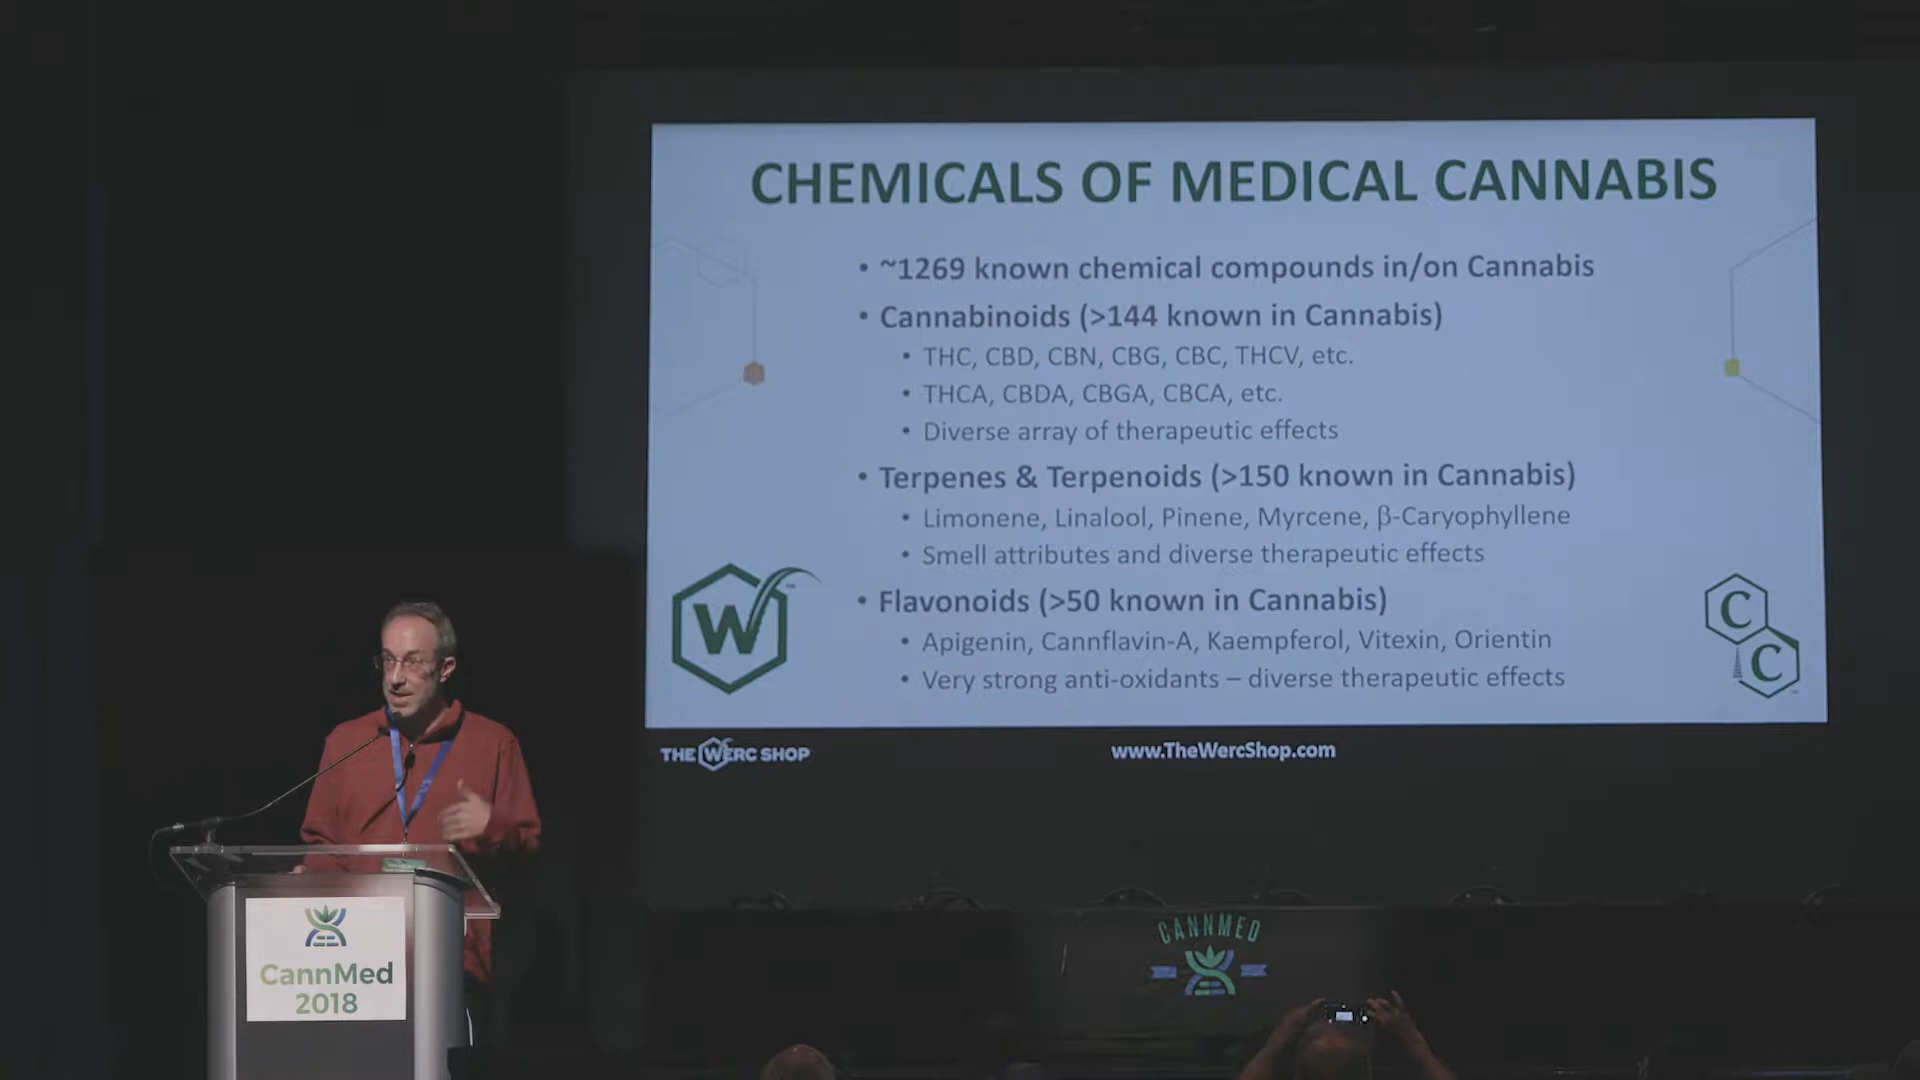 CHEMICALS OF MEDICAL CANNABIS
• ~1269 known chemical compounds in/on Cannabis
• Cannabinoids (>144 known in Cannabis)
• THC, CBD, CBN, CBG, CBC, THCV, etc.
• THCA, CBDA, CBGA, CBCA, etc.
• Diverse array of therapeutic effects
• Terpenes & Terpenoids (>150 known in Cannabis)
• Limonene, Linalool, Pinene, Myrcene, β-Caryophyllene
• Smell attributes and diverse therapeutic effects
• Flavonoids (>50 known in Cannabis)
• Apigenin, Cannflavin-A, Kaempferol, Vitexin, Orientin
• Very strong anti-oxidants – diverse therapeutic effects
W
C
C
THE WERC SHOP
www.TheWercShop.com
CannMed
2018
CANNMED